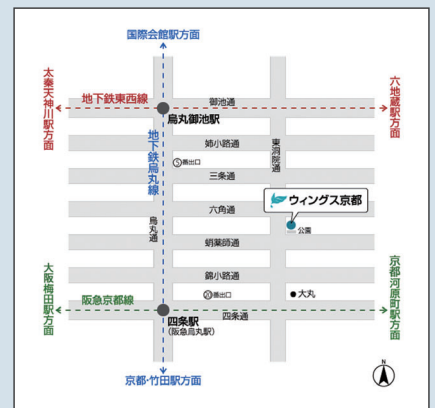 国際会館駅方面
太秦天神川駅方面
地下鉄東西線
御池通
六地蔵駅方面
烏丸御池駅
地下鉄烏丸線
姉小路通
東洞院通
⑤番出口
三条通
六角通
ウィングス京都
烏丸通
公園
蛸薬師通
大阪梅田駅方面
錦小路通
京都河原町駅方面
⑳番出口
大丸
阪急京都線
四条駅
(阪急烏丸駅)
四条通
京都・竹田駅方面
N